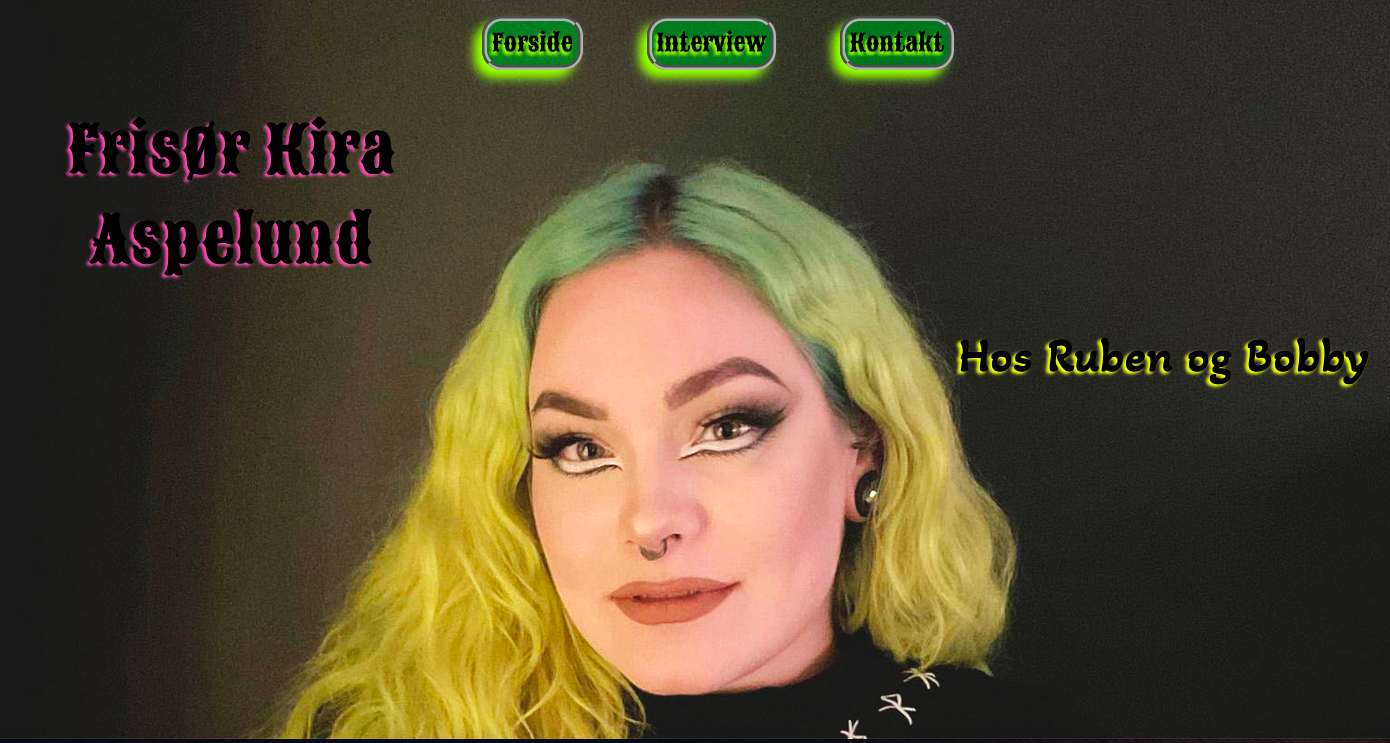 Forside
Interview
Kontakt
Frisør Kira
Aspelund
Hos Ruben og Bobby